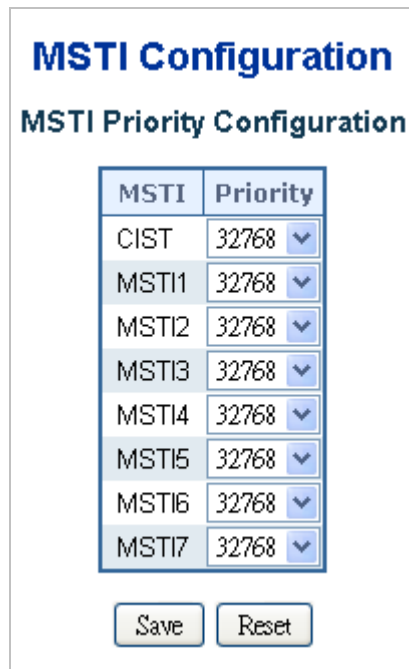 MSTI Configuration
MSTI Priority Configuration
MSTI Priority
CIST 32768
MSTI1 32768
MSTI2 32768
MSTI3 32768
MSTI4 32768
MSTI5 32768
MSTI6 32768
MSTI7 32768
Save Reset